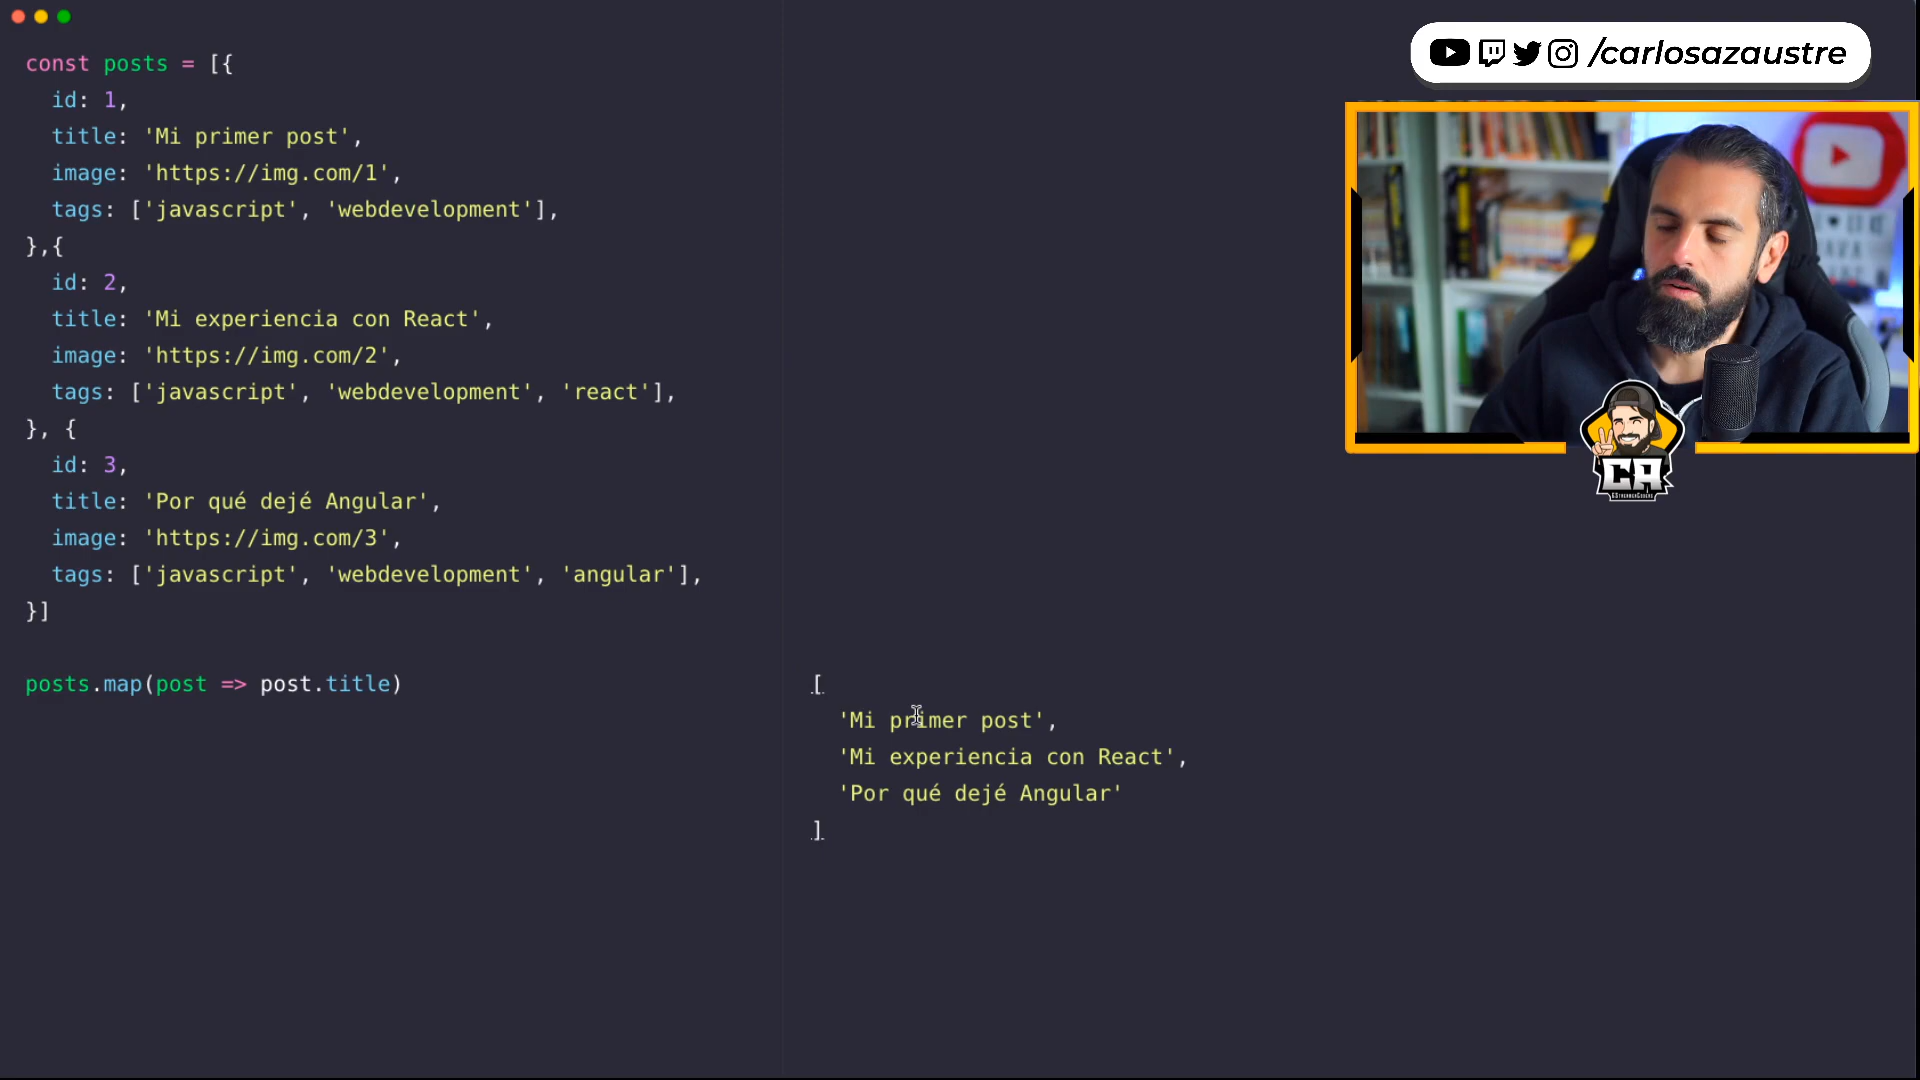 const posts = [{
  id: 1,
  title: 'Mi primer post',
  image: 'https://img.com/1',
  tags: ['javascript', 'webdevelopment'],
},{
  id: 2,
  title: 'Mi experiencia con React',
  image: 'https://img.com/2',
  tags: ['javascript', 'webdevelopment', 'react'],
}, {
  id: 3,
  title: 'Por qué dejé Angular',
  image: 'https://img.com/3',
  tags: ['javascript', 'webdevelopment', 'angular'],
}]
posts.map(post => post.title)
[
  'Mi primer post',
  'Mi experiencia con React',
  'Por qué dejé Angular'
]
/carlosazaustre
CA